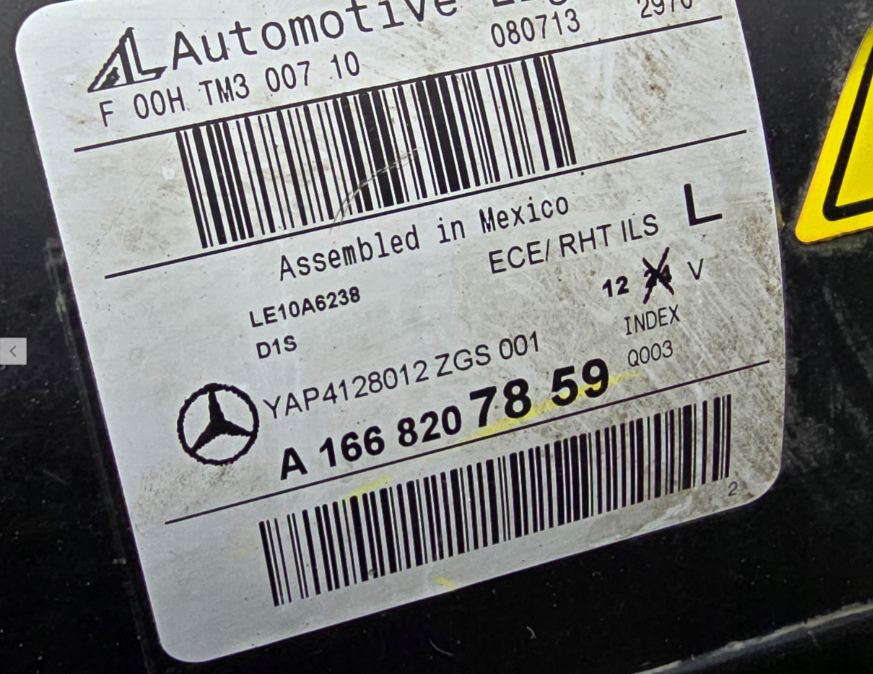 Automotive
080713
F 00H TM3 007 10
Assembled in Mexico
ECE/ RHT ILS L
LE10A6238
12 V
D1S
INDEX
YAP4128012 ZGS 001
Q003
A 166 820 78 59
2